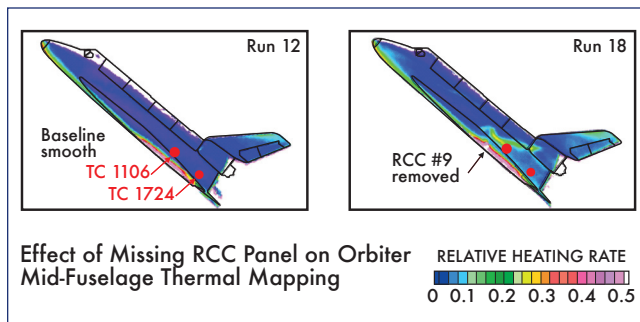 Run 12
Baseline
smooth
TC 1106
TC 1724
Run 18
RCC #9
removed
Effect of Missing RCC Panel on Orbiter
Mid-Fuselage Thermal Mapping
RELATIVE HEATING RATE
0 0.1 0.2 0.3 0.4 0.5